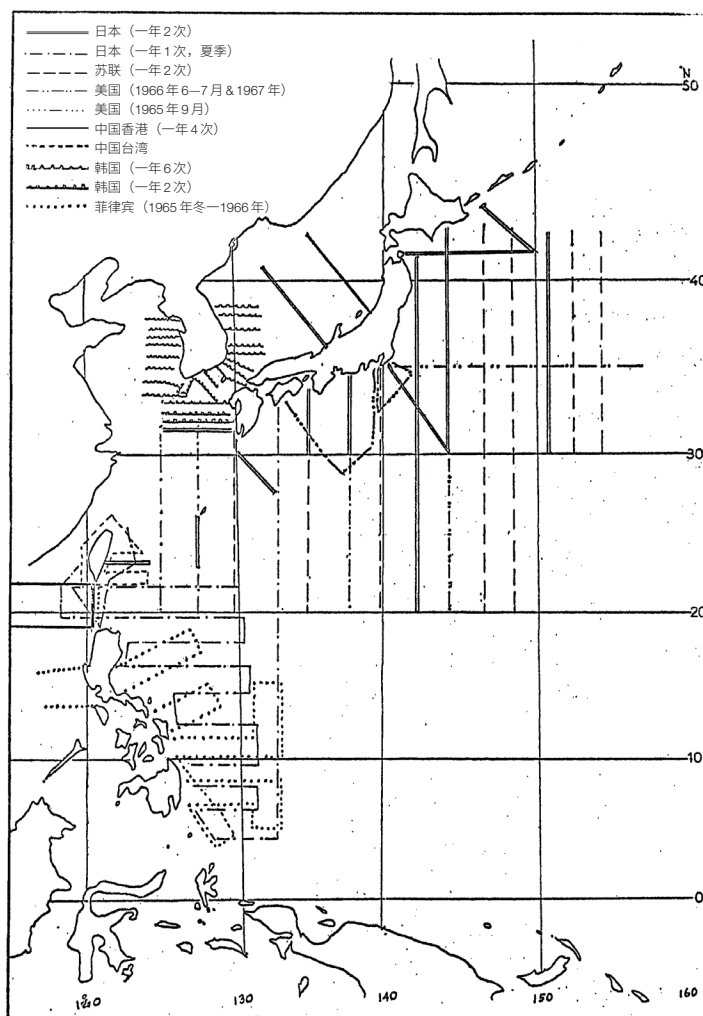 日本（一年2次）
日本（一年1次，夏季）
苏联（一年2次）
美国（1966年6—7月&1967年）
美国（1965年9月）
中国香港（一年4次）
中国台湾
韩国（一年6次）
韩国（一年2次）
菲律宾（1965年冬—1966年）
N
50
40
30
20
10
0
120 130 140 150 160